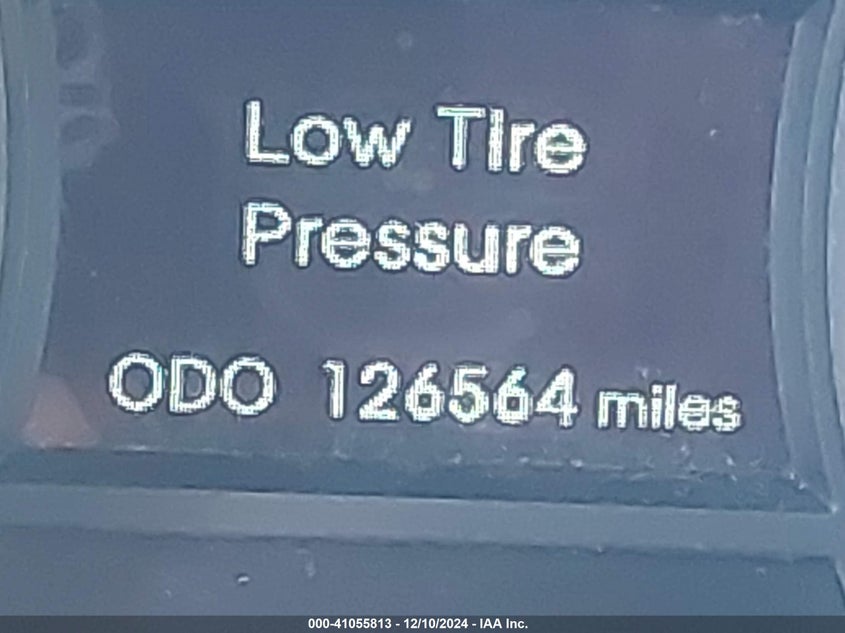 Low Tire
Pressure
ODO 126564 miles
000-41055813 - 12/10/2024 - IAA Inc.